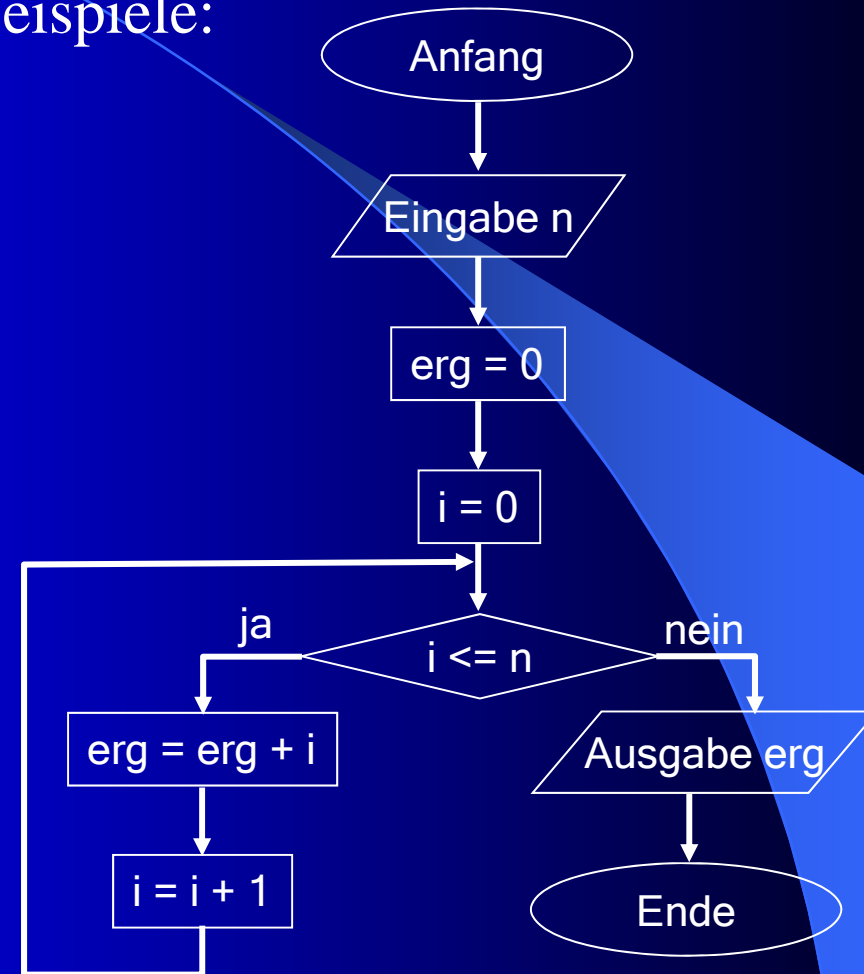 eispiele:
Anfang
Eingabe n
erg = 0
i = 0
i <= n
ja
nein
erg = erg + i
i = i + 1
Ausgabe erg
Ende